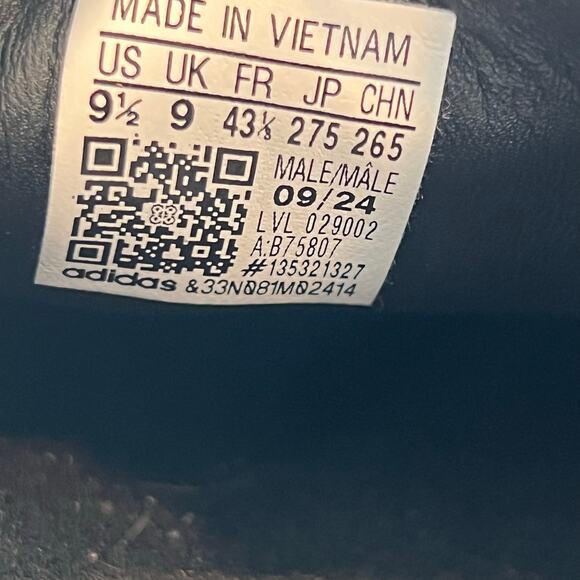 MADE IN VIETNAM
US UK FR JP CHN
9½ 9 43⅓ 275 265
MALE/MÂLE
09/24
LVL 029002
A:B75807
#135321327
adidas &33N081M02414